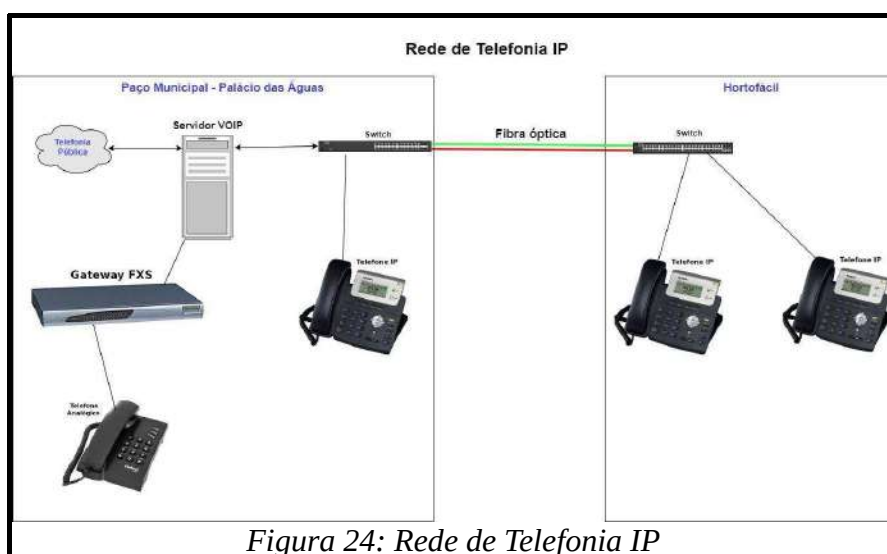 Rede de Telefonia IP
Paço Municipal - Palácio das Águas
Hortofácil
Servidor VOIP
Telefonia
Pública
Switch
Fibra óptica
Switch
Gateway FXS
Telefone IP
Telefone IP
Telefone IP
Telefone
Analógico
Figura 24: Rede de Telefonia IP